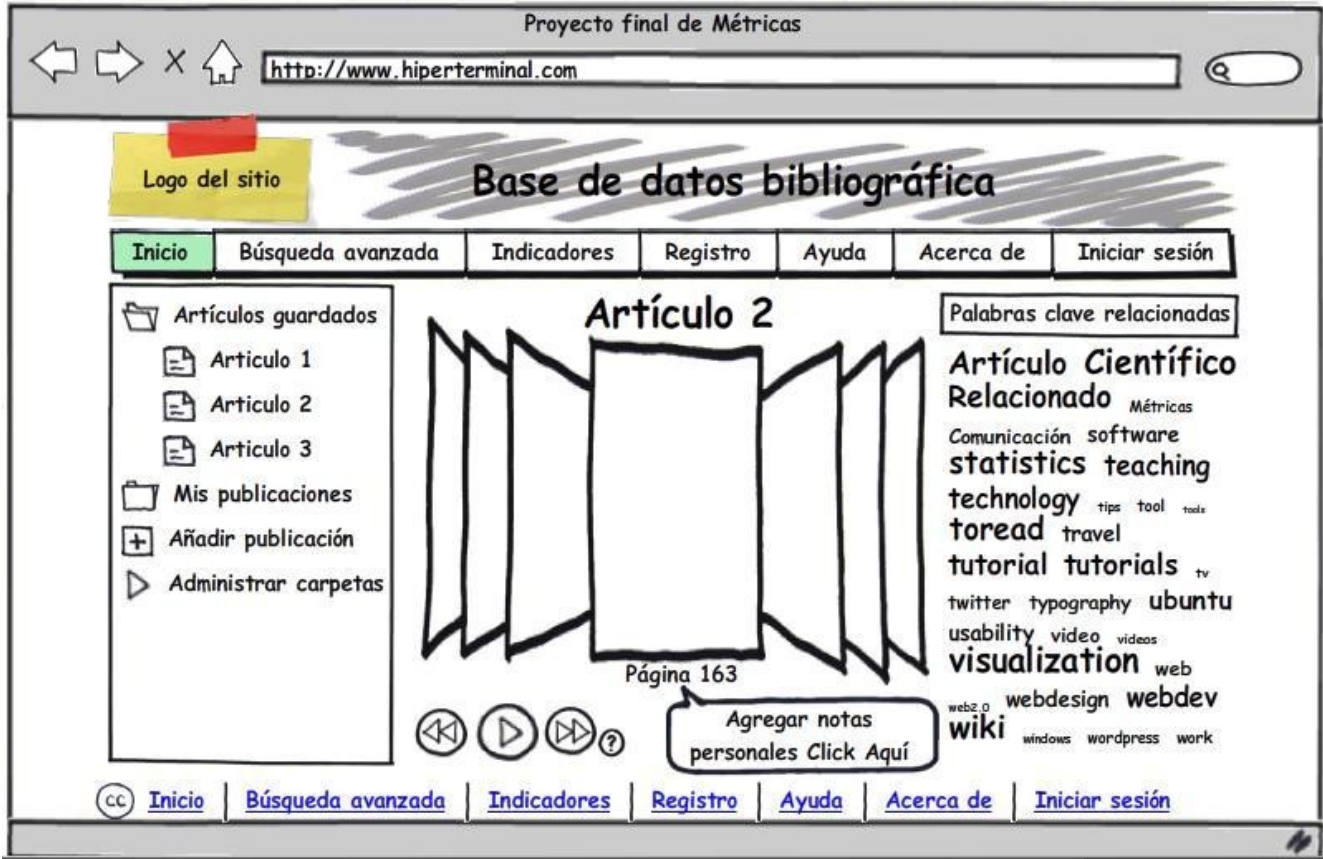 Proyecto final de Métricas
http://www.hiperterminal.com
Logo del sitio
Base de datos bibliográfica
Inicio Búsqueda avanzada Indicadores Registro Ayuda Acerca de Iniciar sesión
Artículos guardados
Articulo 1
Articulo 2
Articulo 3
Mis publicaciones
Añadir publicación
Administrar carpetas
Artículo 2
Página 163
Agregar notas
personales Click Aquí
?
Palabras clave relacionadas
Artículo Científico
Relacionado Métricas
Comunicación software
statistics teaching
technology tips tool tools
toread travel
tutorial tutorials tv
twitter typography ubuntu
usability video videos
visualization web
web2.0 webdesign webdev
wiki windows wordpress work
cc Inicio Búsqueda avanzada Indicadores Registro Ayuda Acerca de Iniciar sesión